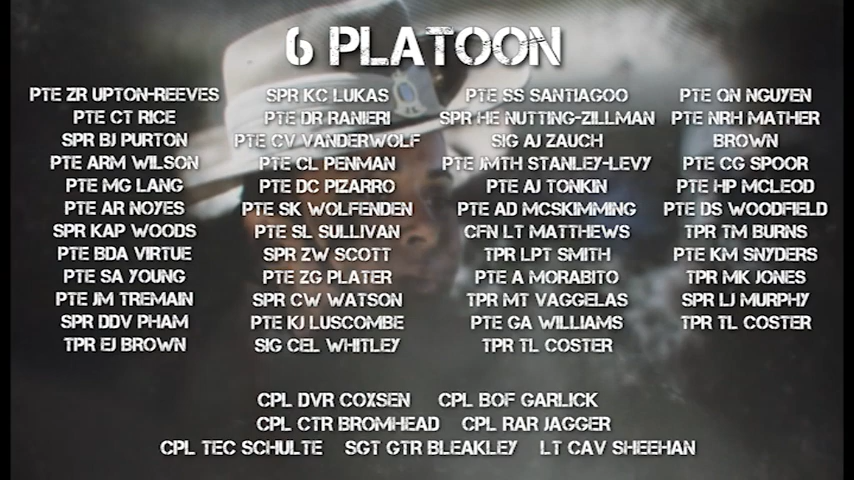 6 PLATOON
PTE ZR UPTON-REEVES
PTE CT RICE
SPR BJ PURTON
PTE ARM WILSON
PTE MG LANG
PTE AR NOYES
SPR KAP WOODS
PTE BDA VIRTUE
PTE SA YOUNG
PTE JM TREMAIN
SPR DDV PHAM
TPR EJ BROWN
SPR KC LUKAS
PTE DR RANIERI
PTE CV VANDERWOLF
PTE CL PENMAN
PTE DC PIZARRO
PTE SK WOLFENDEN
PTE SL SULLIVAN
SPR ZW SCOTT
PTE ZG PLATER
SPR CW WATSON
PTE KJ LUSCOMBE
SIG CEL WHITLEY
PTE SS SANTIAGOO
SPR HE NUTTING-ZILLMAN
SIG AJ ZAUCH
PTE JMTH STANLEY-LEVY
PTE AJ TONKIN
PTE AD MCSKIMMING
CFN LT MATTHEWS
TPR LPT SMITH
PTE A MORABITO
TPR MT VAGGELAS
PTE GA WILLIAMS
TPR TL COSTER
PTE QN NGUYEN
PTE NRH MATHER
BROWN
PTE CG SPOOR
PTE HP MCLEOD
PTE DS WOODFIELD
TPR TM BURNS
PTE KM SNYDERS
TPR MK JONES
SPR LJ MURPHY
TPR TL COSTER
CPL DVR COXSEN CPL BOF GARLICK
CPL CTR BROMHEAD CPL RAR JAGGER
CPL TEC SCHULTE SGT GTR BLEAKLEY LT CAV SHEEHAN